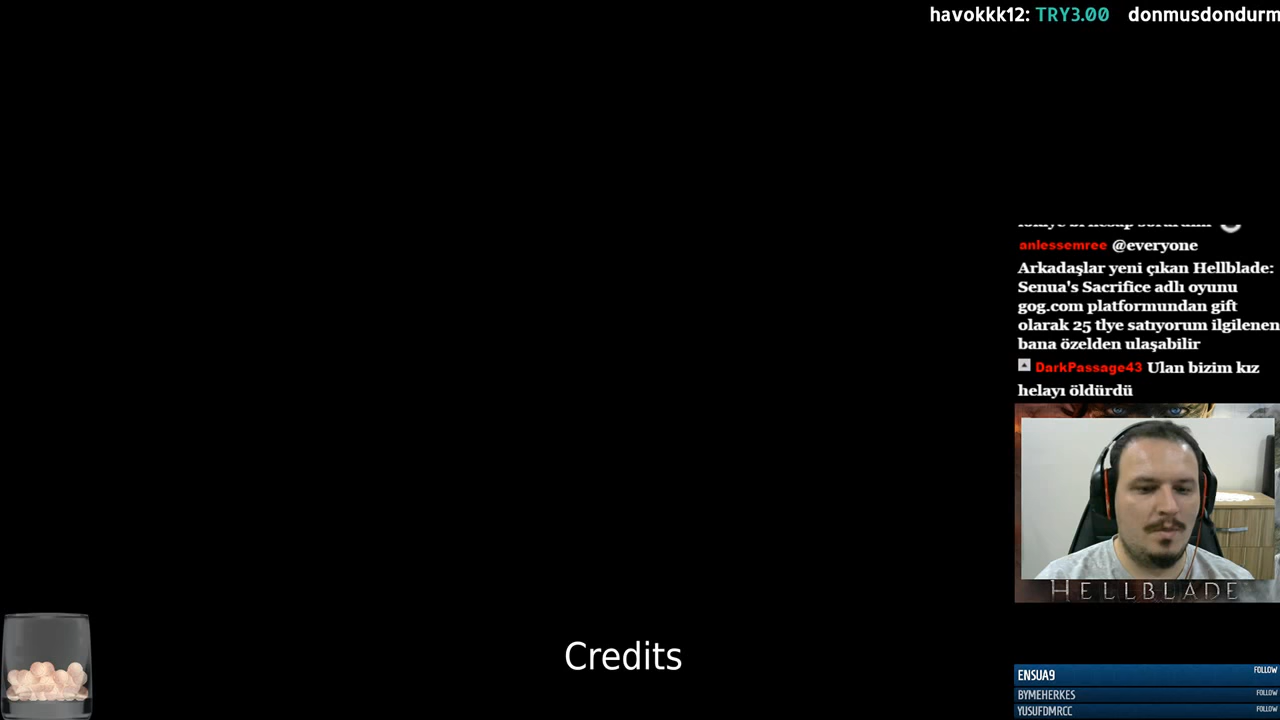 havokkk12: TRY3.00 donmusdondurm
anlessemree @everyone
Arkadaşlar yeni çıkan Hellblade:
Senua's Sacrifice adlı oyunu
gog.com platformundan gift
olarak 25 tlye satıyorum ilgilenen
bana özelden ulaşabilir
DarkPassage43 Ulan bizim kız
helayı öldürdü
HELLBLADE
Credits
ENSUA9 FOLLOW
BYMEHERKES FOLLOW
YUSUFDMRCC FOLLOW